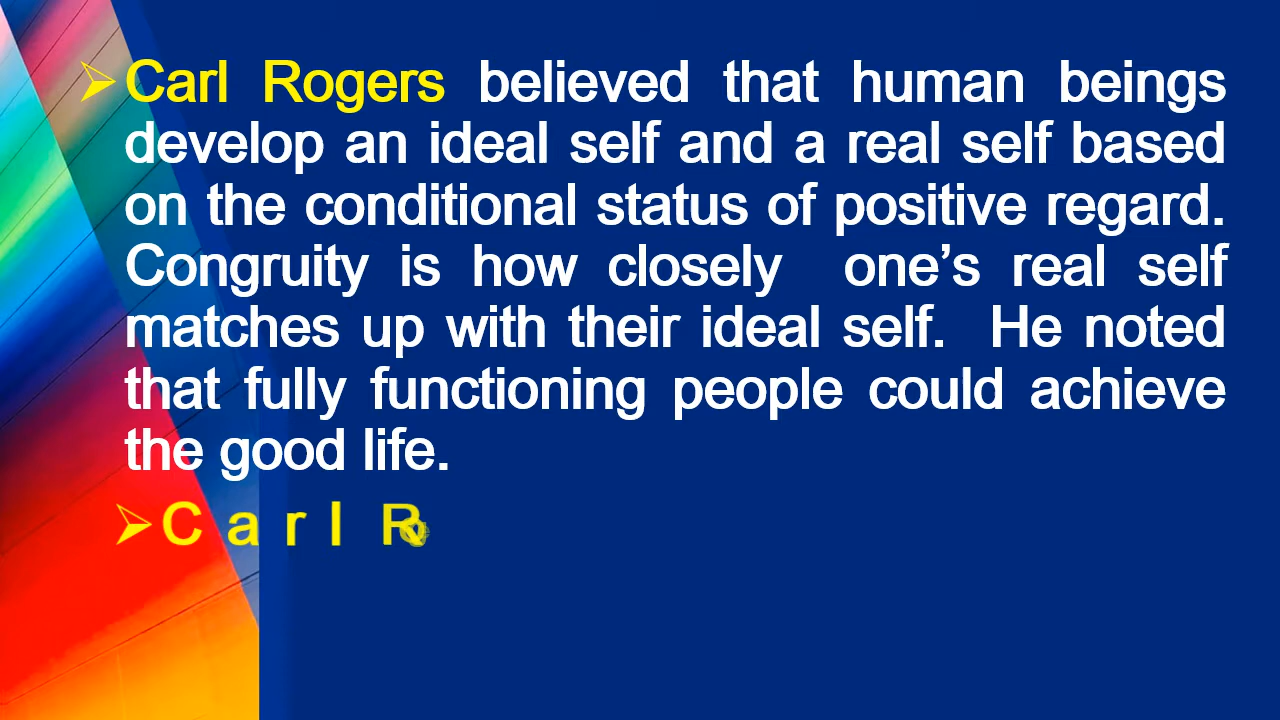 ➢Carl Rogers believed that human beings
develop an ideal self and a real self based
on the conditional status of positive regard.
Congruity is how closely one’s real self
matches up with their ideal self. He noted
that fully functioning people could achieve
the good life.
➢C a r l R